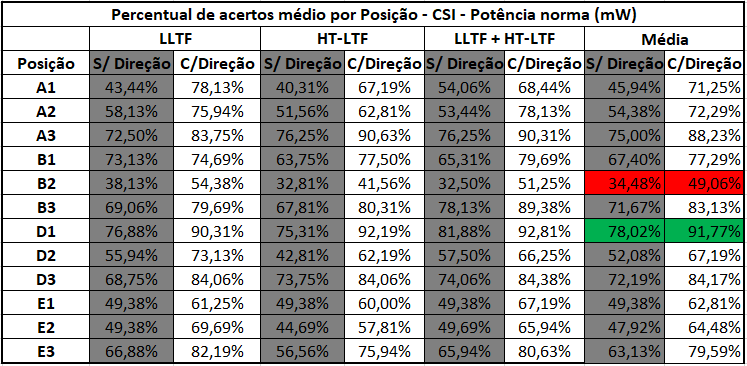 Percentual de acertos médio por Posição - CSI - Potência norma (mW)
LLTF HT-LTF LLTF + HT-LTF Média
Posição S/ Direção C/Direção S/ Direção C/Direção S/ Direção C/Direção S/ Direção C/Direção
A1 43,44% 78,13% 40,31% 67,19% 54,06% 68,44% 45,94% 71,25%
A2 58,13% 75,94% 51,56% 62,81% 53,44% 78,13% 54,38% 72,29%
A3 72,50% 83,75% 76,25% 90,63% 76,25% 90,31% 75,00% 88,23%
B1 73,13% 74,69% 63,75% 77,50% 65,31% 79,69% 67,40% 77,29%
B2 38,13% 54,38% 32,81% 41,56% 32,50% 51,25% 34,48% 49,06%
B3 69,06% 79,69% 67,81% 80,31% 78,13% 89,38% 71,67% 83,13%
D1 76,88% 90,31% 75,31% 92,19% 81,88% 92,81% 78,02% 91,77%
D2 55,94% 73,13% 42,81% 62,19% 57,50% 66,25% 52,08% 67,19%
D3 68,75% 84,06% 73,75% 84,06% 74,06% 84,38% 72,19% 84,17%
E1 49,38% 61,25% 49,38% 60,00% 49,38% 67,19% 49,38% 62,81%
E2 49,38% 69,69% 44,69% 57,81% 49,69% 65,94% 47,92% 64,48%
E3 66,88% 82,19% 56,56% 75,94% 65,94% 80,63% 63,13% 79,59%